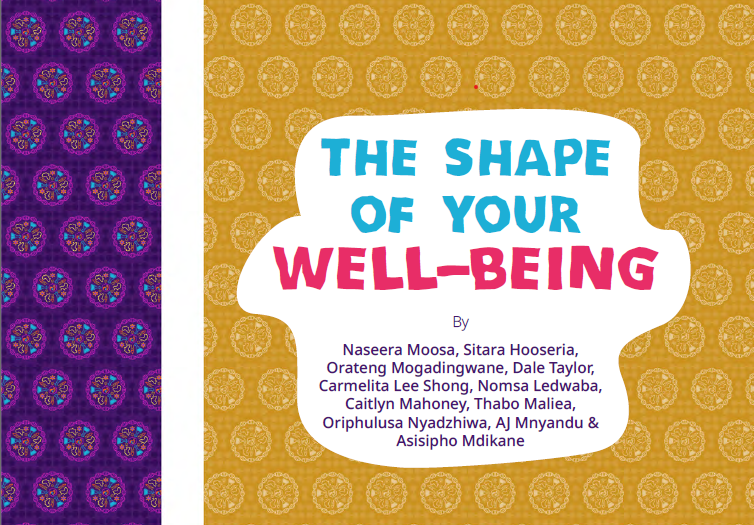 THE SHAPE
OF YOUR
WELL–BEING
By
Naseera Moosa, Sitara Hooseria,
Orateng Mogadingwane, Dale Taylor,
Carmelita Lee Shong, Nomsa Ledwaba,
Caitlyn Mahoney, Thabo Maliea,
Oriphulusa Nyadzhiwa, AJ Mnyandu &
Asisipho Mdikane